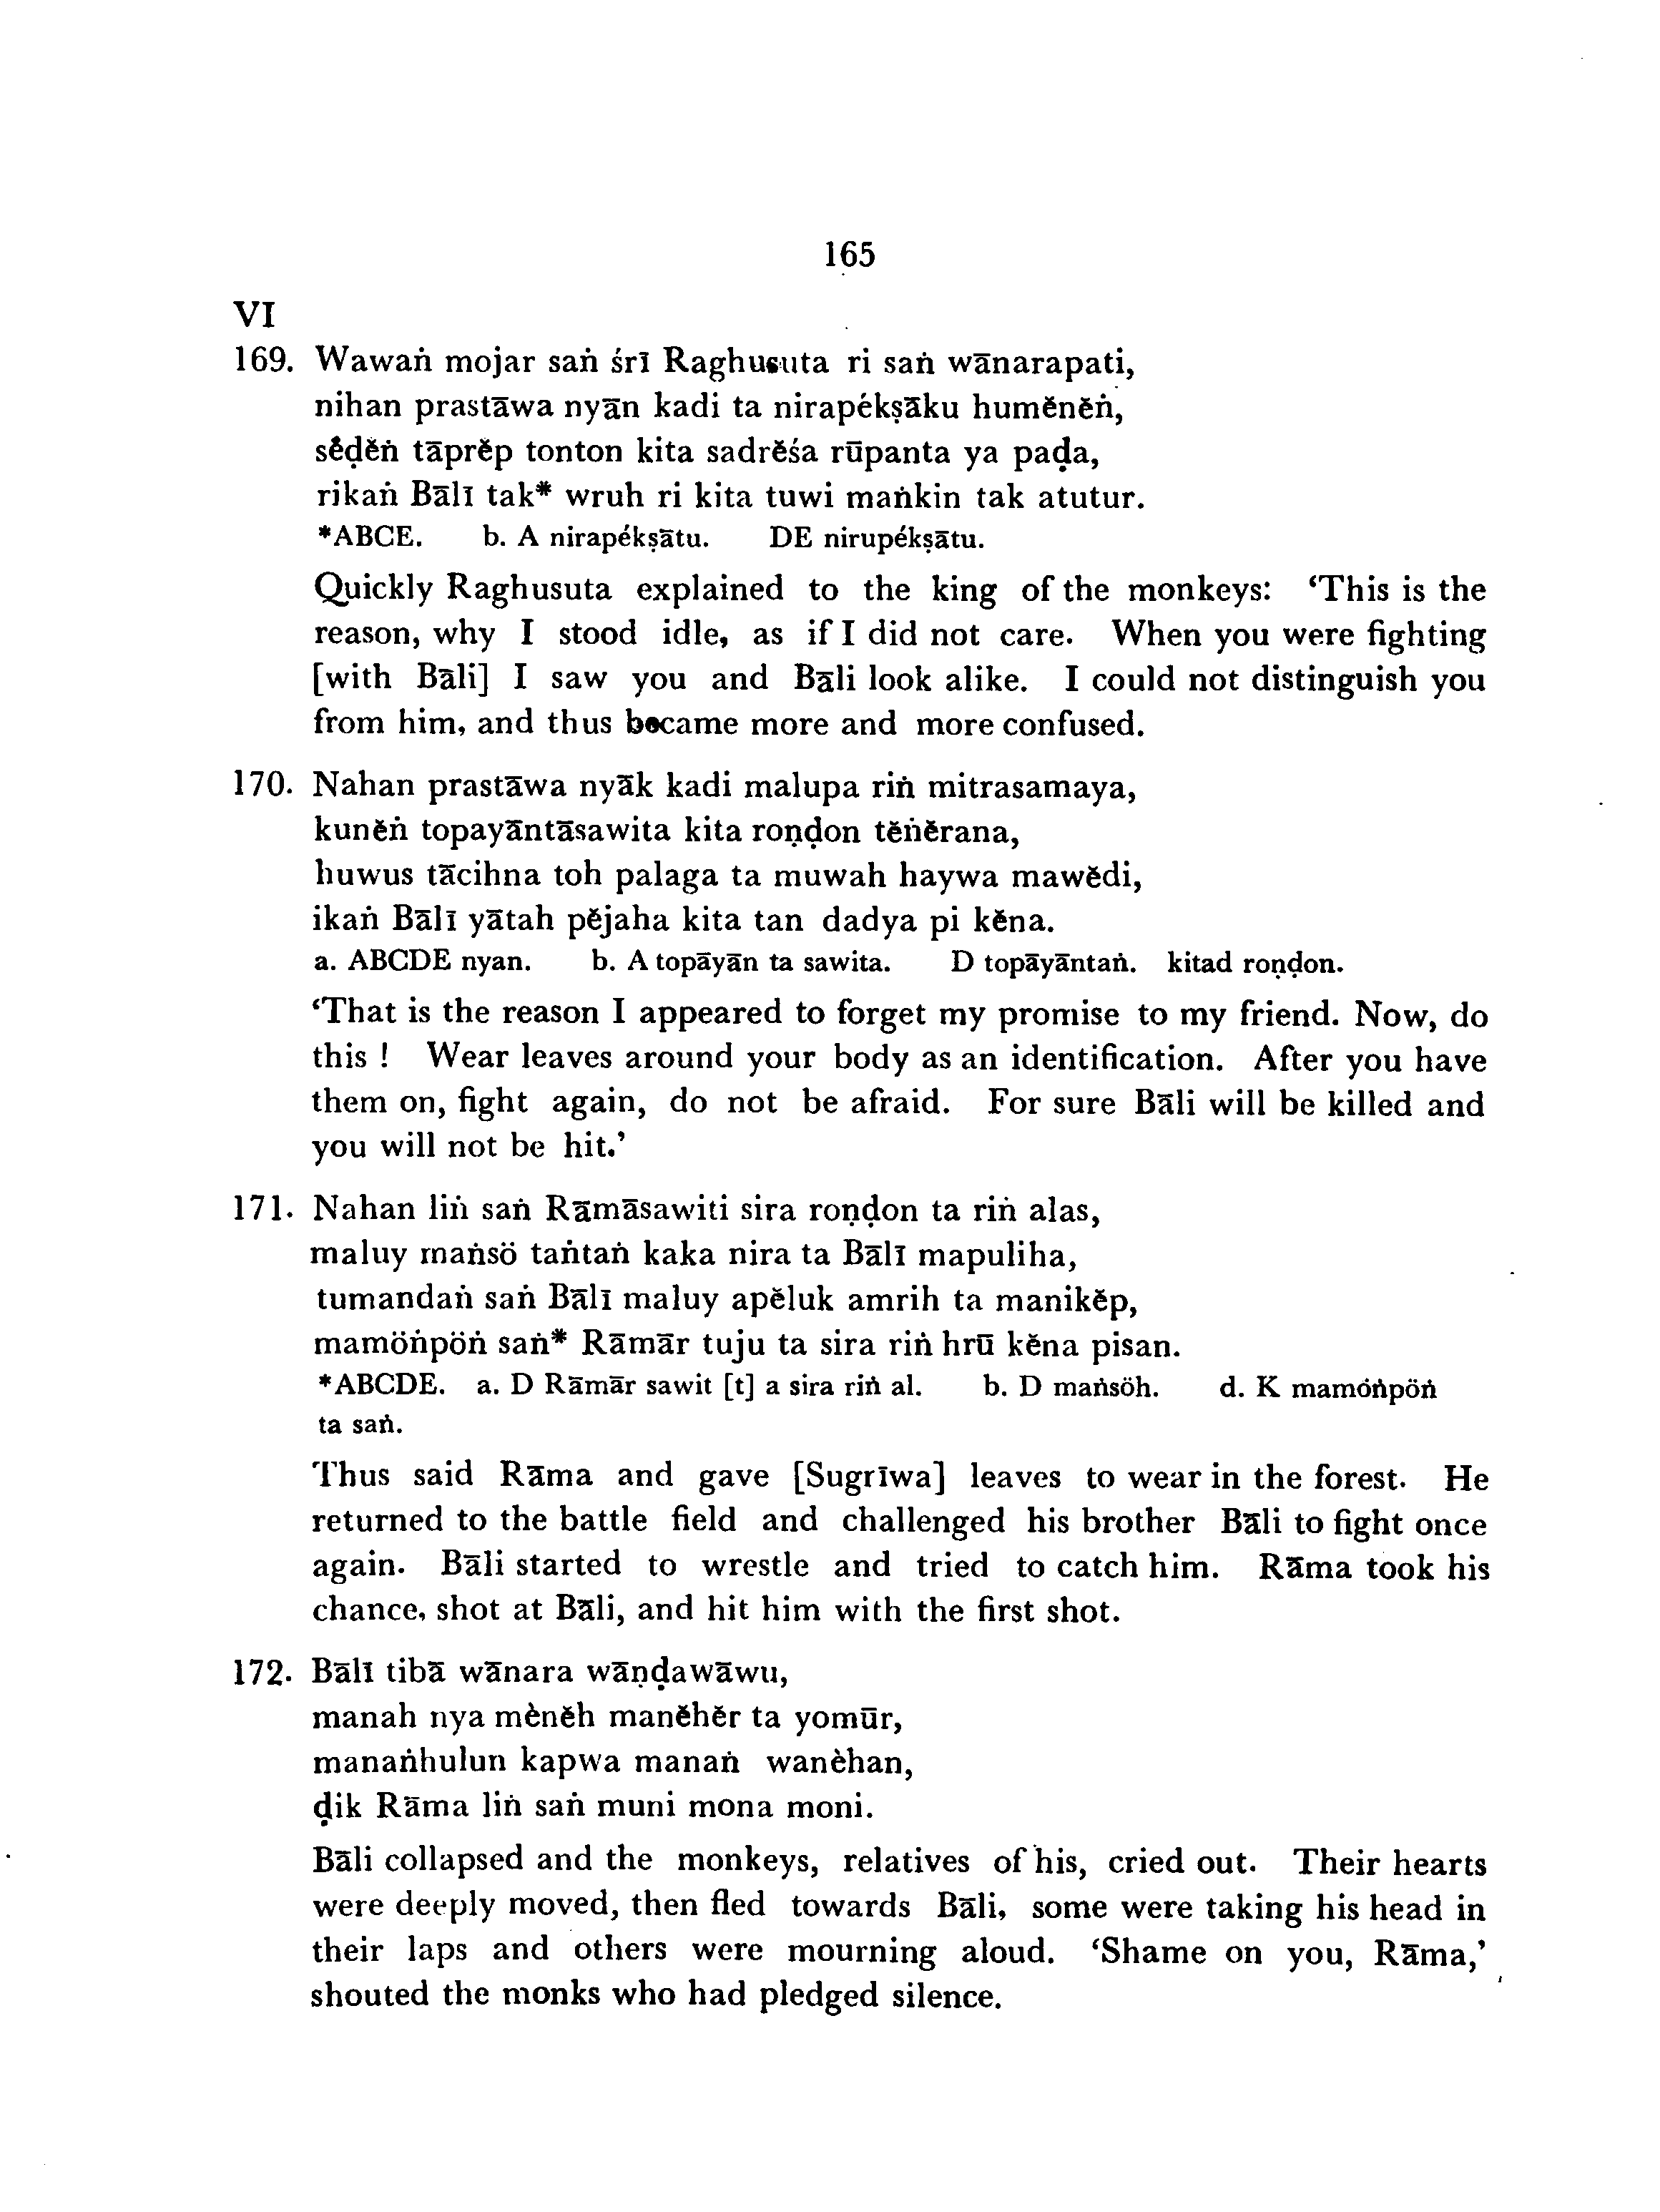 165
VI
169. Wawaṅ mojar saṅ śrī Raghusuta ri saṅ wānarapati,
nihan prastāwa nyān kadi ta nirapékṣāku humĕnĕṅ,
sêḍĕṅ tāprĕp tonton kita sadrĕśa rūpanta ya paḍa,
rikaṅ Bālī tak* wruh ri kita tuwi maṅkin tak atutur.
*ABCE. b. A nirapékṣātu. DE nirupékṣātu.
Quickly Raghusuta explained to the king of the monkeys: ‘This is the
reason, why I stood idle, as if I did not care. When you were fighting
[with Bāli] I saw you and Bāli look alike. I could not distinguish you
from him, and thus became more and more confused.
170. Nahan prastāwa nyāk kadi malupa riṅ mitrasamaya,
kunĕṅ topayāntāsawita kita roṇḍon tĕṅĕrana,
huwus tācihna toh palaga ta muwah haywa mawĕdi,
ikaṅ Bālī yātah pĕjaha kita tan dadya pi kĕna.
a. ABCDE nyan. b. A topāyān ta sawita. D topāyāntaṅ. kitad roṇḍon.
‘That is the reason I appeared to forget my promise to my friend. Now, do
this ! Wear leaves around your body as an identification. After you have
them on, fight again, do not be afraid. For sure Bāli will be killed and
you will not be hit.’
171. Nahan liṅ saṅ Rāmāsawiti sira roṇḍon ta riṅ alas,
maluy maṅsö taṅtaṅ kaka nira ta Bālī mapuliha,
tumandaṅ saṅ Bālī maluy apĕluk amrih ta manikĕp,
mamöṅpöṅ saṅ* Rāmār tuju ta sira riṅ hrū kĕna pisan.
*ABCDE. a. D Rāmār sawit [t] a sira riṅ al. b. D maṅsöh. d. K mamóṅpöṅ
ta saṅ.
Thus said Rāma and gave [Sugrīwa] leaves to wear in the forest. He
returned to the battle field and challenged his brother Bāli to fight once
again. Bāli started to wrestle and tried to catch him. Rāma took his
chance, shot at Bāli, and hit him with the first shot.
172. Bālī tibā wānara wāṇḍawāwu,
manah nya mènĕh manĕhĕr ta yomūr,
manaṅhulun kapwa manaṅ wanèhan,
ḍik Rāma liṅ saṅ muni mona moni.
Bāli collapsed and the monkeys, relatives of his, cried out. Their hearts
were deeply moved, then fled towards Bāli, some were taking his head in
their laps and others were mourning aloud. ‘Shame on you, Rāma,’
shouted the monks who had pledged silence.